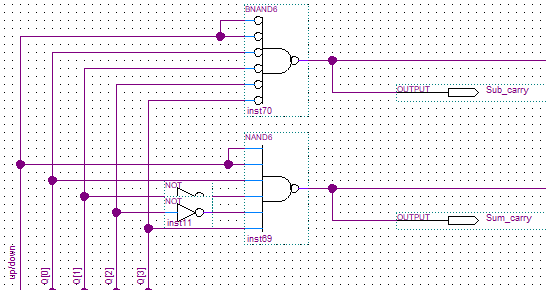 BNAND6
inst70
OUTPUT
Sub_carry
NAND6
NOT
NOT
inst11
inst69
OUTPUT
Sum_carry
up/down
Q[0]
Q[1]
Q[2]
Q[3]